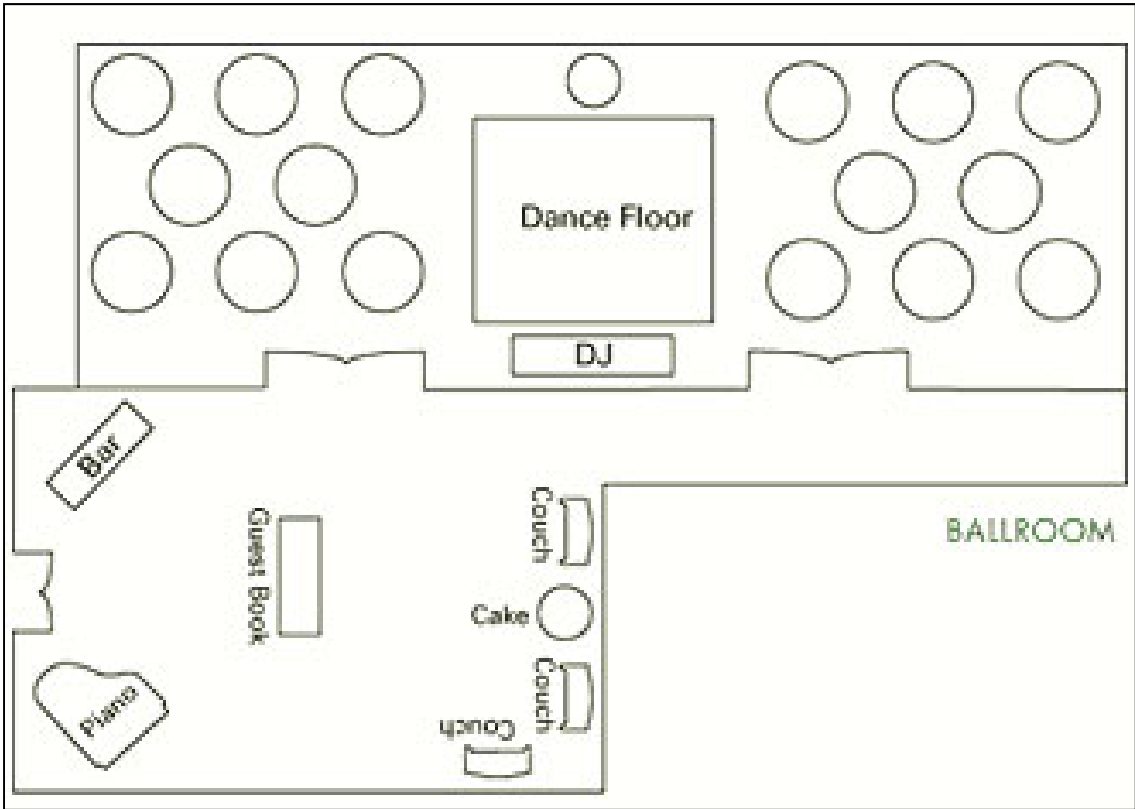 Dance Floor
DJ
Bar
Guest Book
Couch
BALLROOM
Cake
Couch
Piano
Couch